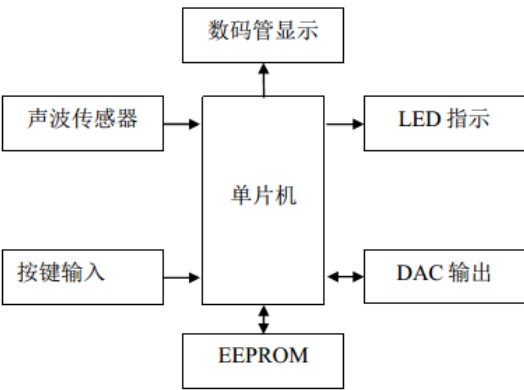 数码管显示
声波传感器
LED 指示
单片机
按键输入
DAC 输出
EEPROM